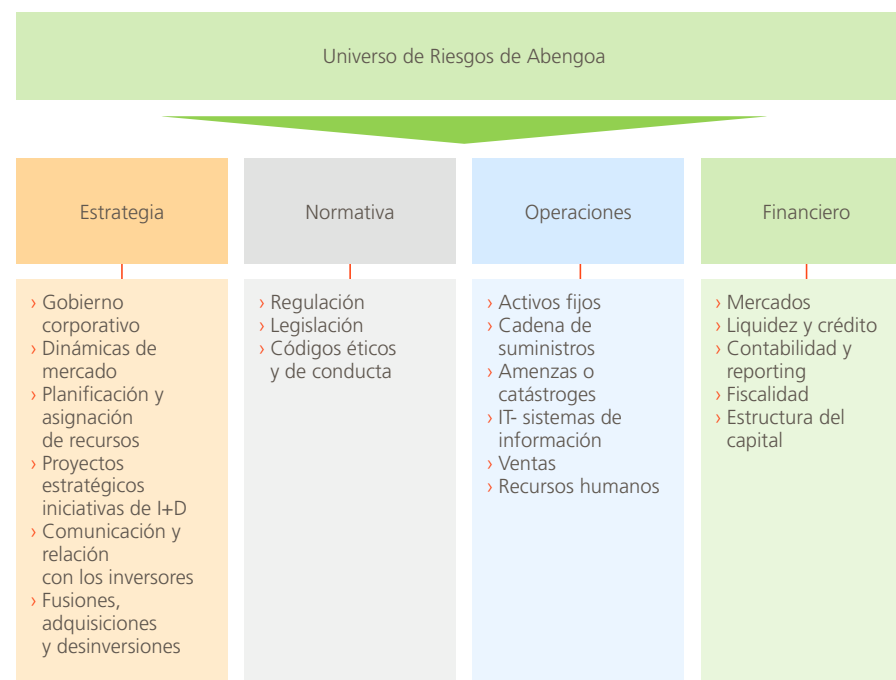 Universo de Riesgos de Abengoa
Estrategia
› Gobierno
corporativo
› Dinámicas de
mercado
› Planificación y
asignación
de recursos
› Proyectos
estratégicos
iniciativas de I+D
› Comunicación y
relación
con los inversores
› Fusiones,
adquisiciones
y desinversiones
Normativa
› Regulación
› Legislación
› Códigos éticos
y de conducta
Operaciones
› Activos fijos
› Cadena de
suministros
› Amenzas o
catástroges
› IT- sistemas de
información
› Ventas
› Recursos humanos
Financiero
› Mercados
› Liquidez y crédito
› Contabilidad y
reporting
› Fiscalidad
› Estructura del
capital